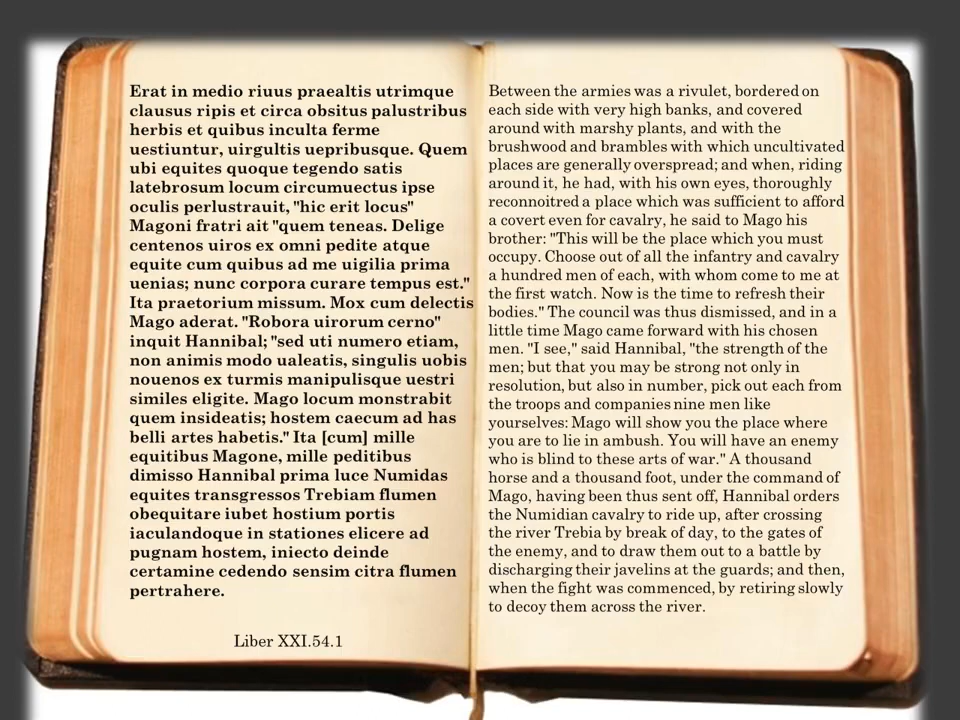 Erat in medio riuus praealtis utrimque
clausus ripis et circa obsitus palustribus
herbis et quibus inculta ferme
uestiuntur, uirgultis uepribusque. Quem
ubi equites quoque tegendo satis
latebrosum locum circumuectus ipse
oculis perlustrauit, "hic erit locus"
Magoni fratri ait "quem teneas. Delige
centenos uiros ex omni pedite atque
equite cum quibus ad me uigilia prima
uenias; nunc corpora curare tempus est."
Ita praetorium missum. Mox cum delectis
Mago aderat. "Robora uirorum cerno"
inquit Hannibal; "sed uti numero etiam,
non animis modo ualeatis, singulis uobis
nouenos ex turmis manipulisque uestri
similes eligite. Mago locum monstrabit
quem insideatis; hostem caecum ad has
belli artes habetis." Ita [cum] mille
equitibus Magone, mille peditibus
dimisso Hannibal prima luce Numidas
equites transgressos Trebiam flumen
obequitare iubet hostium portis
iaculandoque in stationes elicere ad
pugnam hostem, iniecto deinde
certamine cedendo sensim citra flumen
pertrahere.
Liber XXI.54.1
Between the armies was a rivulet, bordered on
each side with very high banks, and covered
around with marshy plants, and with the
brushwood and brambles with which uncultivated
places are generally overspread; and when, riding
around it, he had, with his own eyes, thoroughly
reconnoitred a place which was sufficient to afford
a covert even for cavalry, he said to Mago his
brother: "This will be the place which you must
occupy. Choose out of all the infantry and cavalry
a hundred men of each, with whom come to me at
the first watch. Now is the time to refresh their
bodies." The council was thus dismissed, and in a
little time Mago came forward with his chosen
men. "I see," said Hannibal, "the strength of the
men; but that you may be strong not only in
resolution, but also in number, pick out each from
the troops and companies nine men like
yourselves: Mago will show you the place where
you are to lie in ambush. You will have an enemy
who is blind to these arts of war." A thousand
horse and a thousand foot, under the command of
Mago, having been thus sent off, Hannibal orders
the Numidian cavalry to ride up, after crossing
the river Trebia by break of day, to the gates of
the enemy, and to draw them out to a battle by
discharging their javelins at the guards; and then,
when the fight was commenced, by retiring slowly
to decoy them across the river.